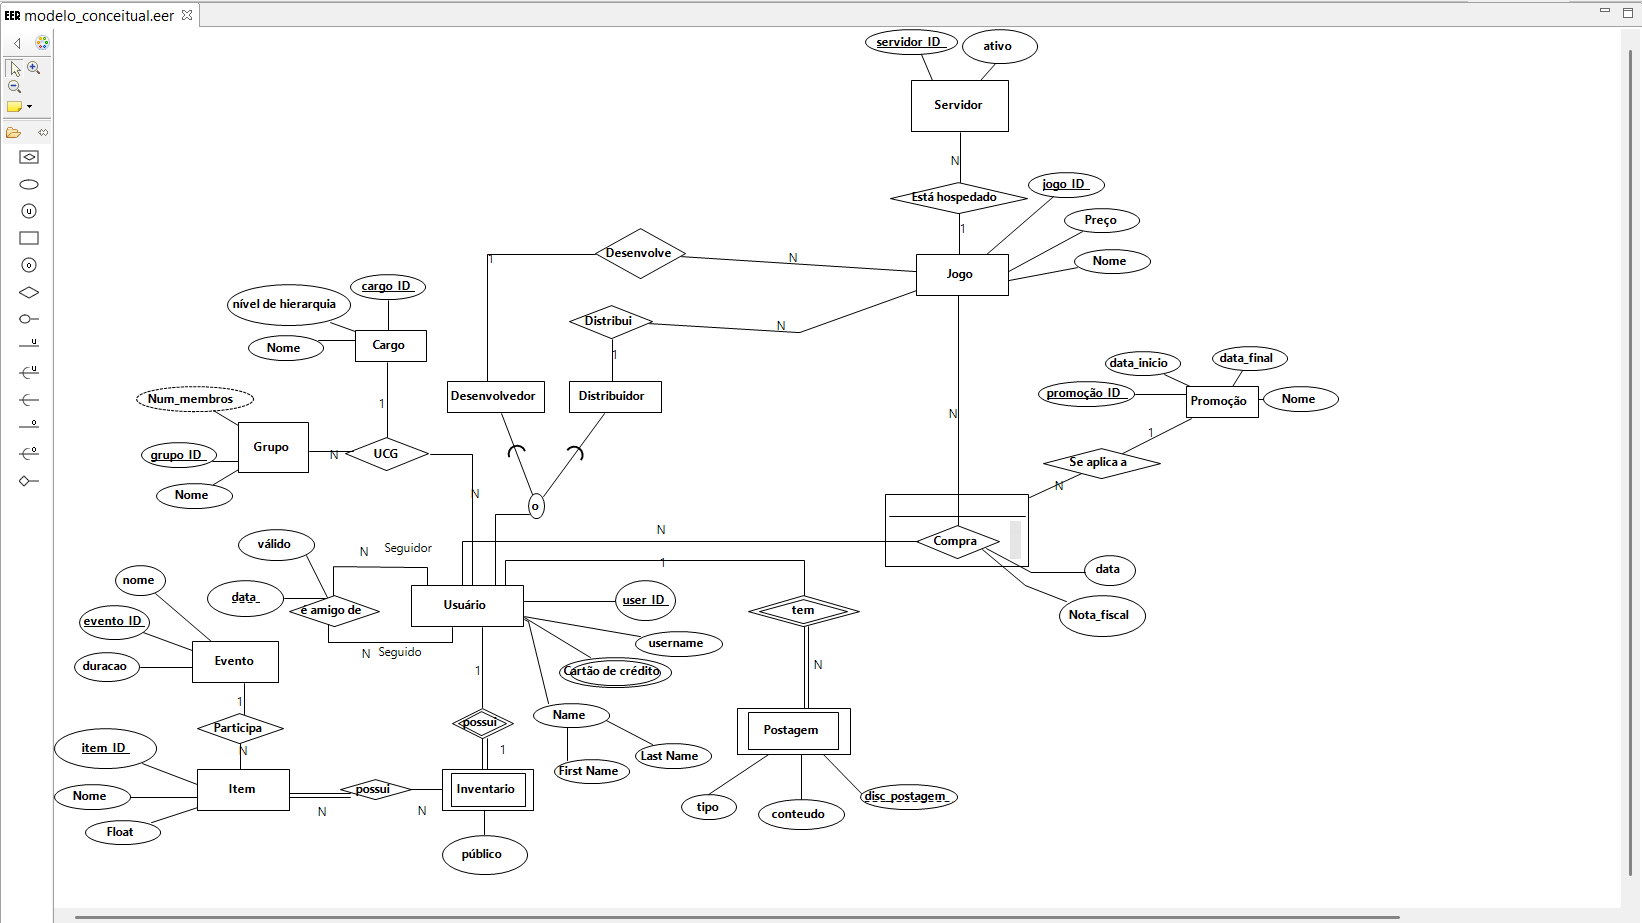 EER modelo_conceitual.eer
servidor_ID
ativo
Servidor
N
Está hospedado
1
jogo_ID
Preço
Nome
Jogo
Desenvolve
1
N
Distribui
N
1
cargo_ID
nível de hierarquia
Nome
Cargo
1
Desenvolvedor
Distribuidor
Num_membros
grupo_ID
Nome
Grupo
N
UCG
N
o
N
data_inicio
data_final
promoção_ID
Promoção
Nome
1
Se aplica a
N
Compra
data
Nota_fiscal
N
1
válido
N
Seguidor
data_
é amigo de
N
Seguido
Usuário
user_ID
username
Cartão de crédito
Name
First Name
Last Name
tem
N
Postagem
tipo
conteudo
disc_postagem
nome
evento_ID
duracao
Evento
1
Participa
N
item_ID
Nome
Float
Item
N
possui
N
1
possui
1
Inventario
público